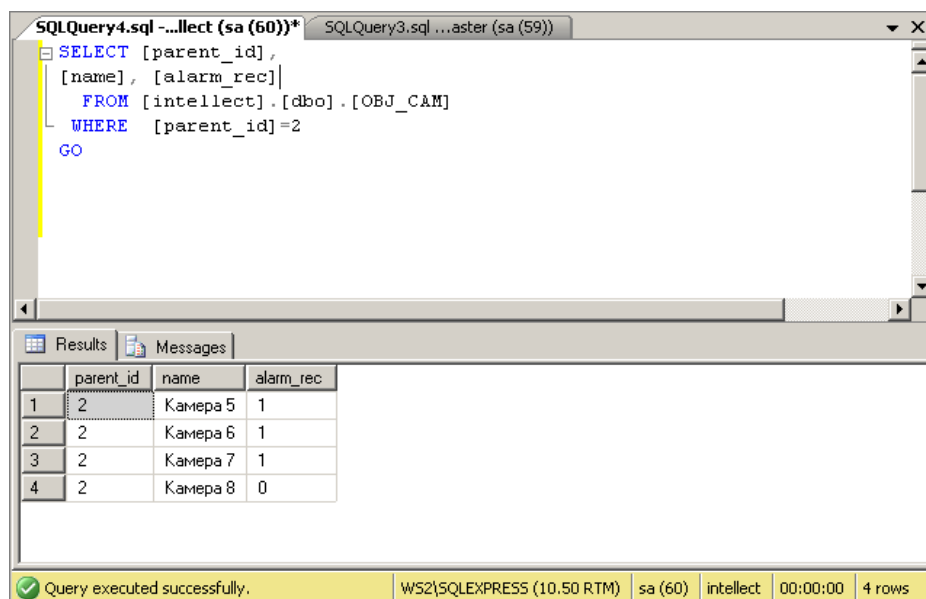 SQLQuery4.sql -...llect (sa (60))* SQLQuery3.sql ...aster (sa (59))
SELECT [parent_id],
[name], [alarm_rec]
FROM [intellect].[dbo].[OBJ_CAM]
WHERE [parent_id]=2
GO
Results Messages
parent_id name alarm_rec
1 2 Камера 5 1
2 2 Камера 6 1
3 2 Камера 7 1
4 2 Камера 8 0
Query executed successfully. WS2\SQLEXPRESS (10.50 RTM) sa (60) intellect 00:00:00 4 rows